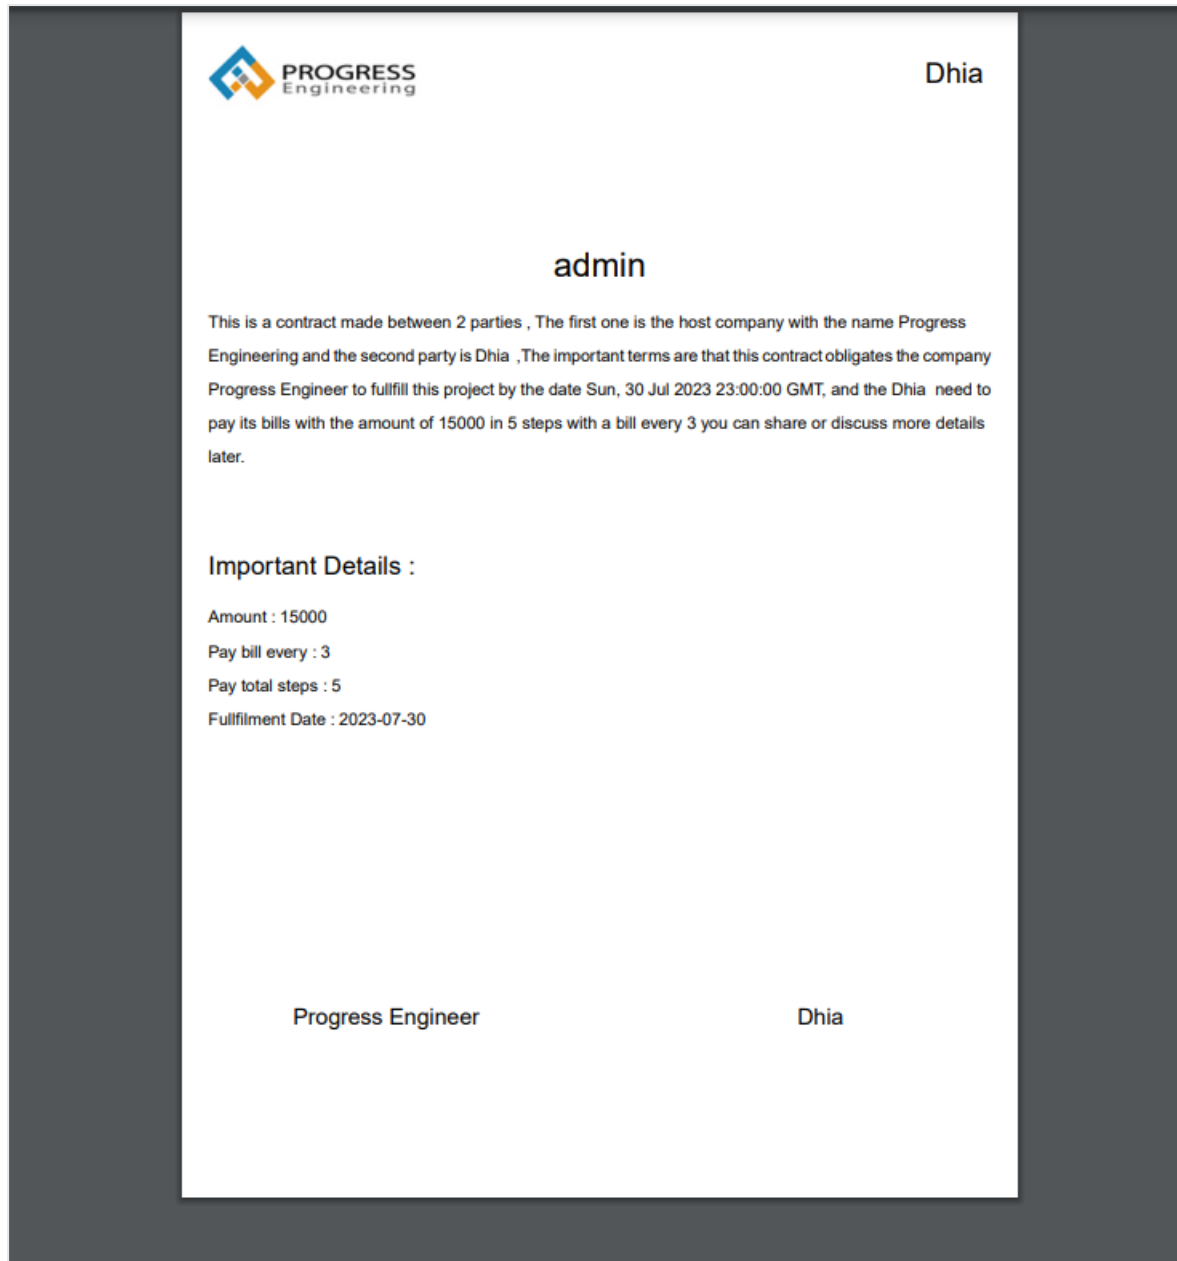 PROGRESS
Engineering
Dhia
admin
This is a contract made between 2 parties , The first one is the host company with the name Progress
Engineering and the second party is Dhia  ,The important terms are that this contract obligates the company
Progress Engineer to fullfill this project by the date Sun, 30 Jul 2023 23:00:00 GMT, and the Dhia  need to
pay its bills with the amount of 15000 in 5 steps with a bill every 3 you can share or discuss more details
later.
Important Details :
Amount : 15000
Pay bill every : 3
Pay total steps : 5
Fullfilment Date : 2023-07-30
Progress Engineer
Dhia